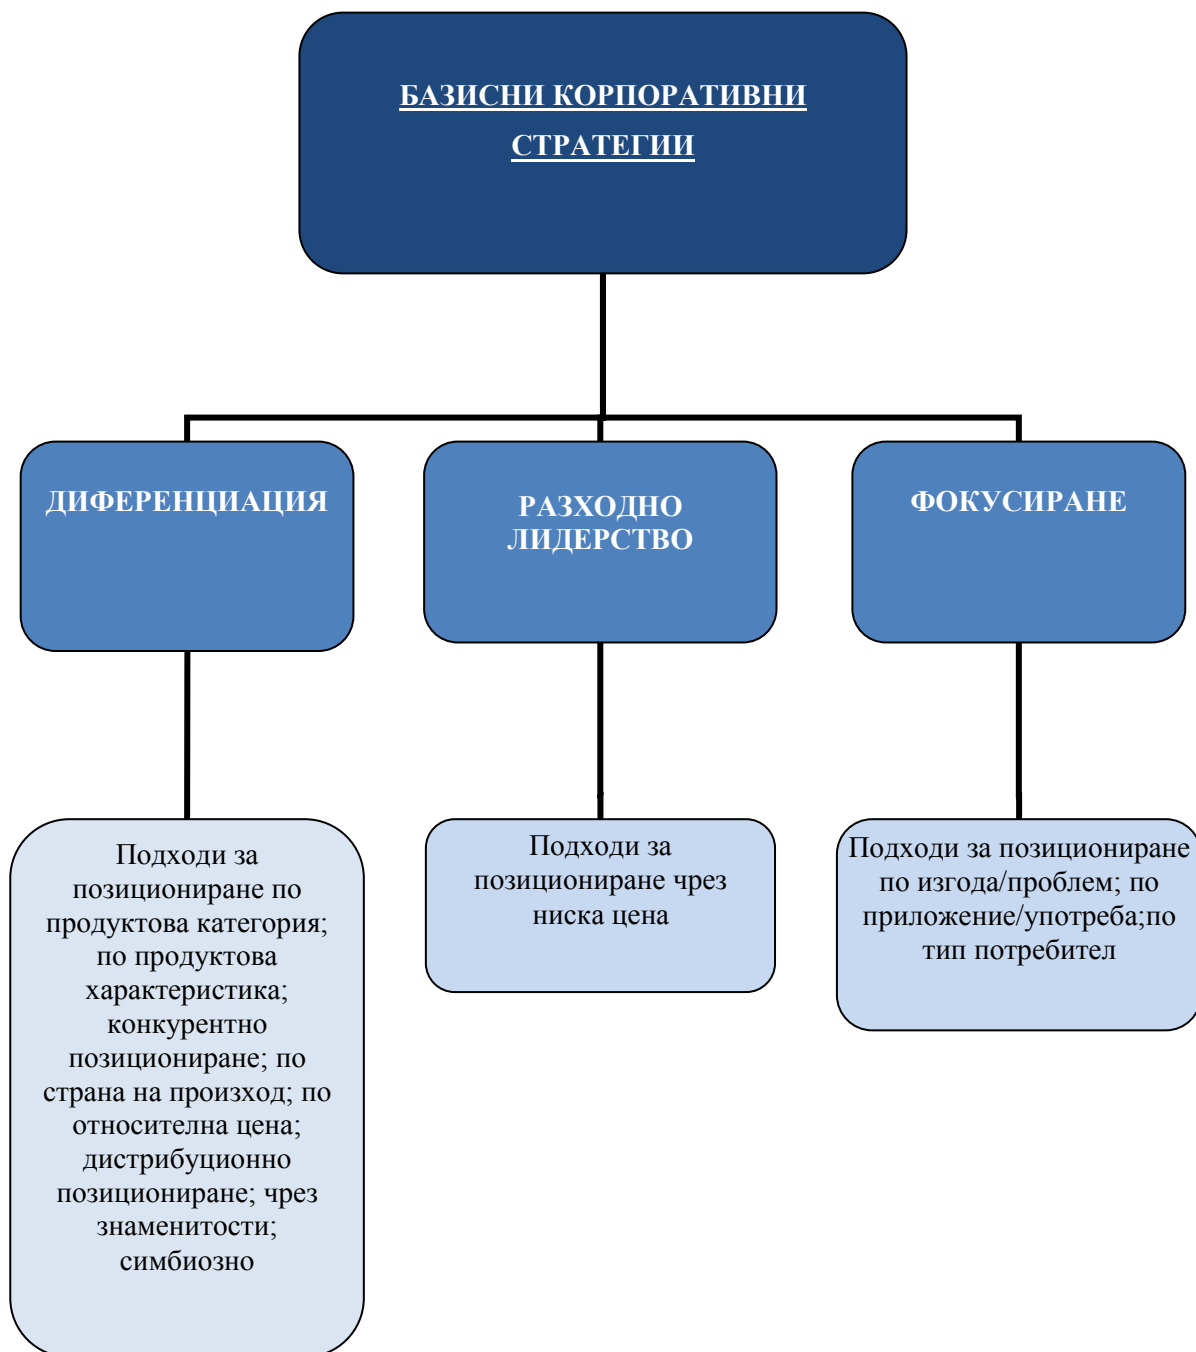 БАЗИСНИ КОРПОРАТИВНИ
СТРАТЕГИИ
ДИФЕРЕНЦИАЦИЯ
РАЗХОДНО
ЛИДЕРСТВО
ФОКУСИРАНЕ
Подходи за
позициониране по
продуктова категория;
по продуктова
характеристика;
конкурентно
позициониране; по
страна на произход; по
относителна цена;
дистрибуционно
позициониране; чрез
знаменитости;
симбиозно
Подходи за
позициониране чрез
ниска цена
Подходи за позициониране
по изгода/проблем; по
приложение/употреба;по
тип потребител